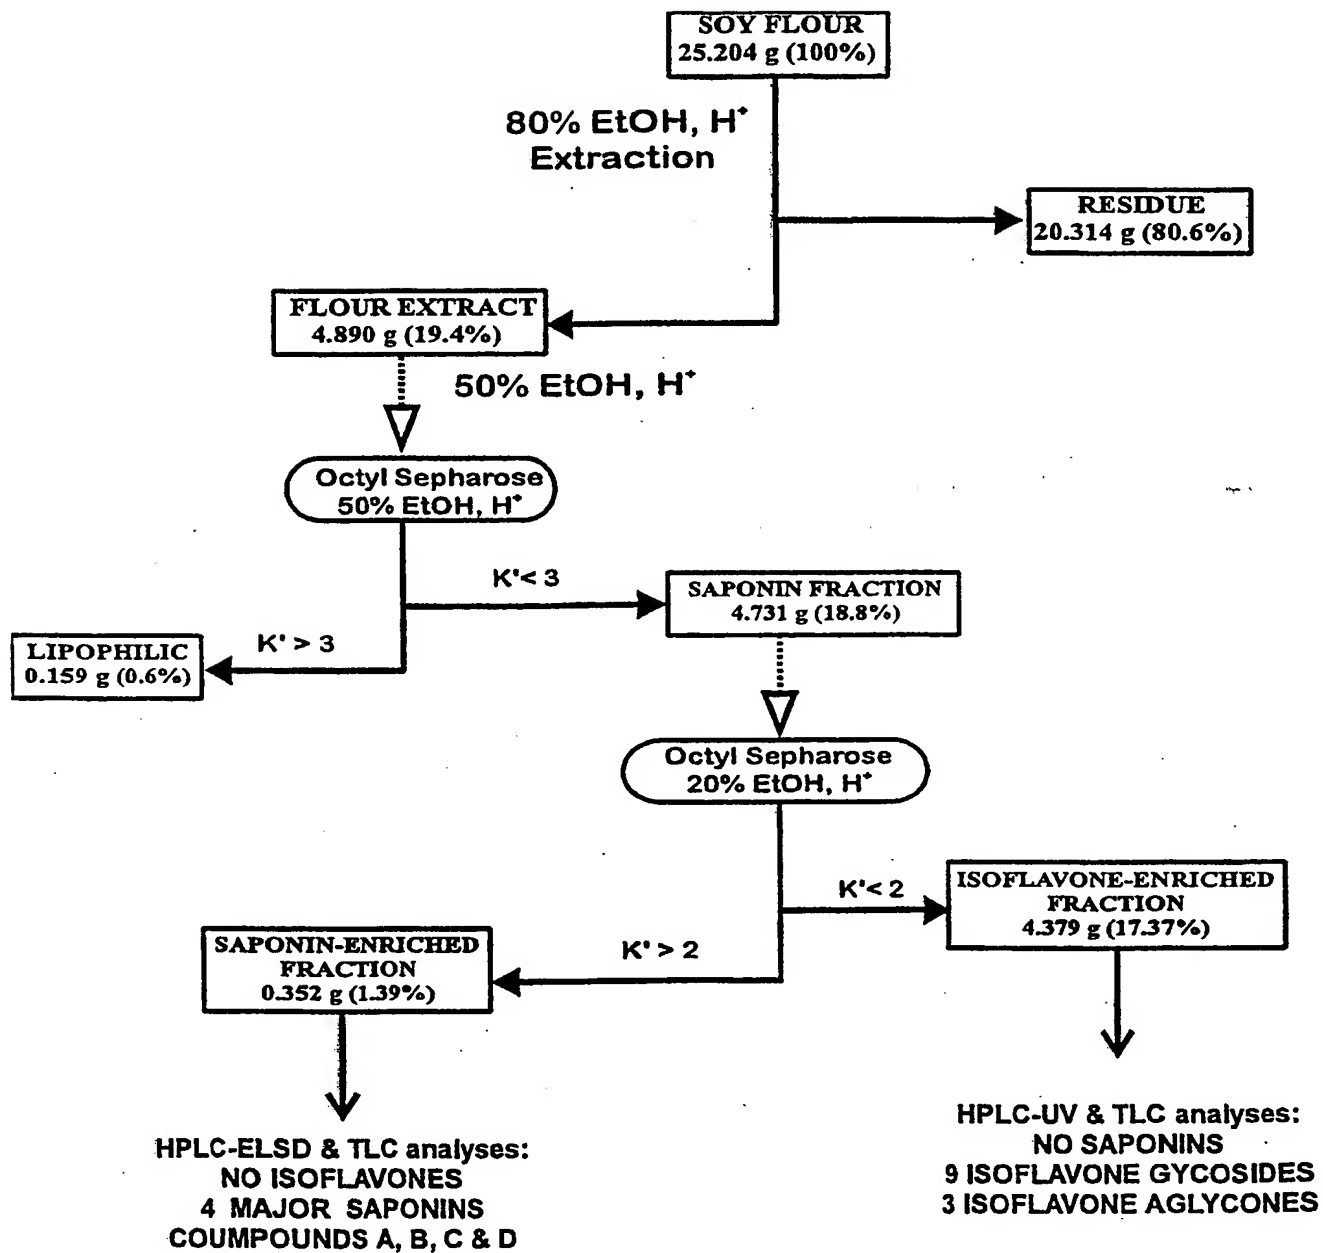 SOY FLOUR
25.204 g (100%)
80% EtOH, H⁺
Extraction
RESIDUE
20.314 g (80.6%)
FLOUR EXTRACT
4.890 g (19.4%)
50% EtOH, H⁺
Octyl Sepharose
50% EtOH, H⁺
K'< 3
SAPONIN FRACTION
4.731 g (18.8%)
K' > 3
LIPOPHILIC
0.159 g (0.6%)
Octyl Sepharose
20% EtOH, H⁺
K'< 2
ISOFLAVONE-ENRICHED
FRACTION
4.379 g (17.37%)
K' > 2
SAPONIN-ENRICHED
FRACTION
0.352 g (1.39%)
HPLC-ELSD & TLC analyses:
NO ISOFLAVONES
4 MAJOR SAPONINS
COUMPOUNDS A, B, C & D
HPLC-UV & TLC analyses:
NO SAPONINS
9 ISOFLAVONE GYCOSIDES
3 ISOFLAVONE AGLYCONES